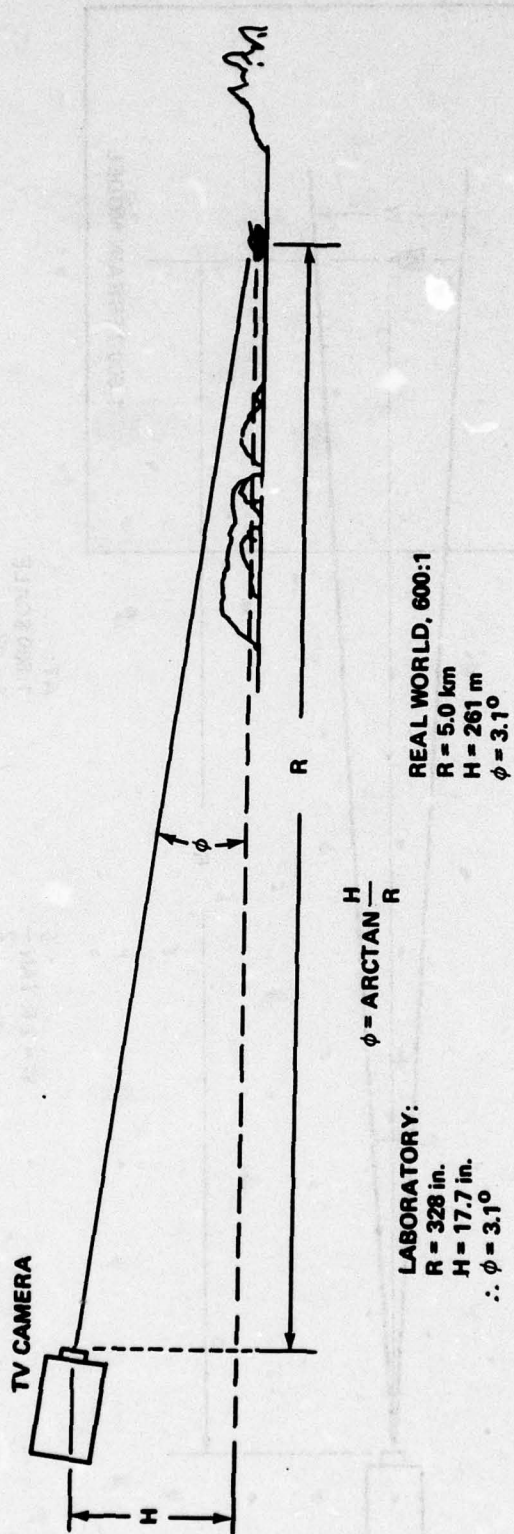 TV CAMERA
H
ϕ
R
ϕ = ARCTAN H
R
LABORATORY:
R = 328 in.
H = 17.7 in.
∴ ϕ = 3.1°
REAL WORLD, 600:1
R = 5.0 km
H = 261 m
ϕ = 3.1°